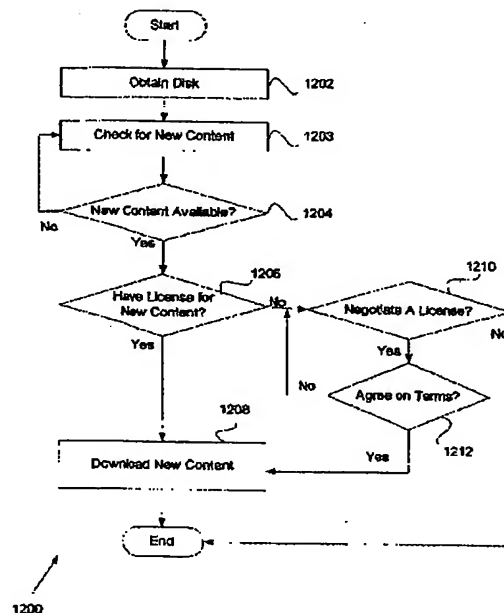 Start
Obtain Disk
1202
Check for New Content
1203
New Content Available?
1204
No
Yes
1206
Have License for
New Content?
No
Yes
1210
Negotiate A License?
No
Yes
Agree on Terms?
No
1212
Yes
1208
Download New Content
End
1200